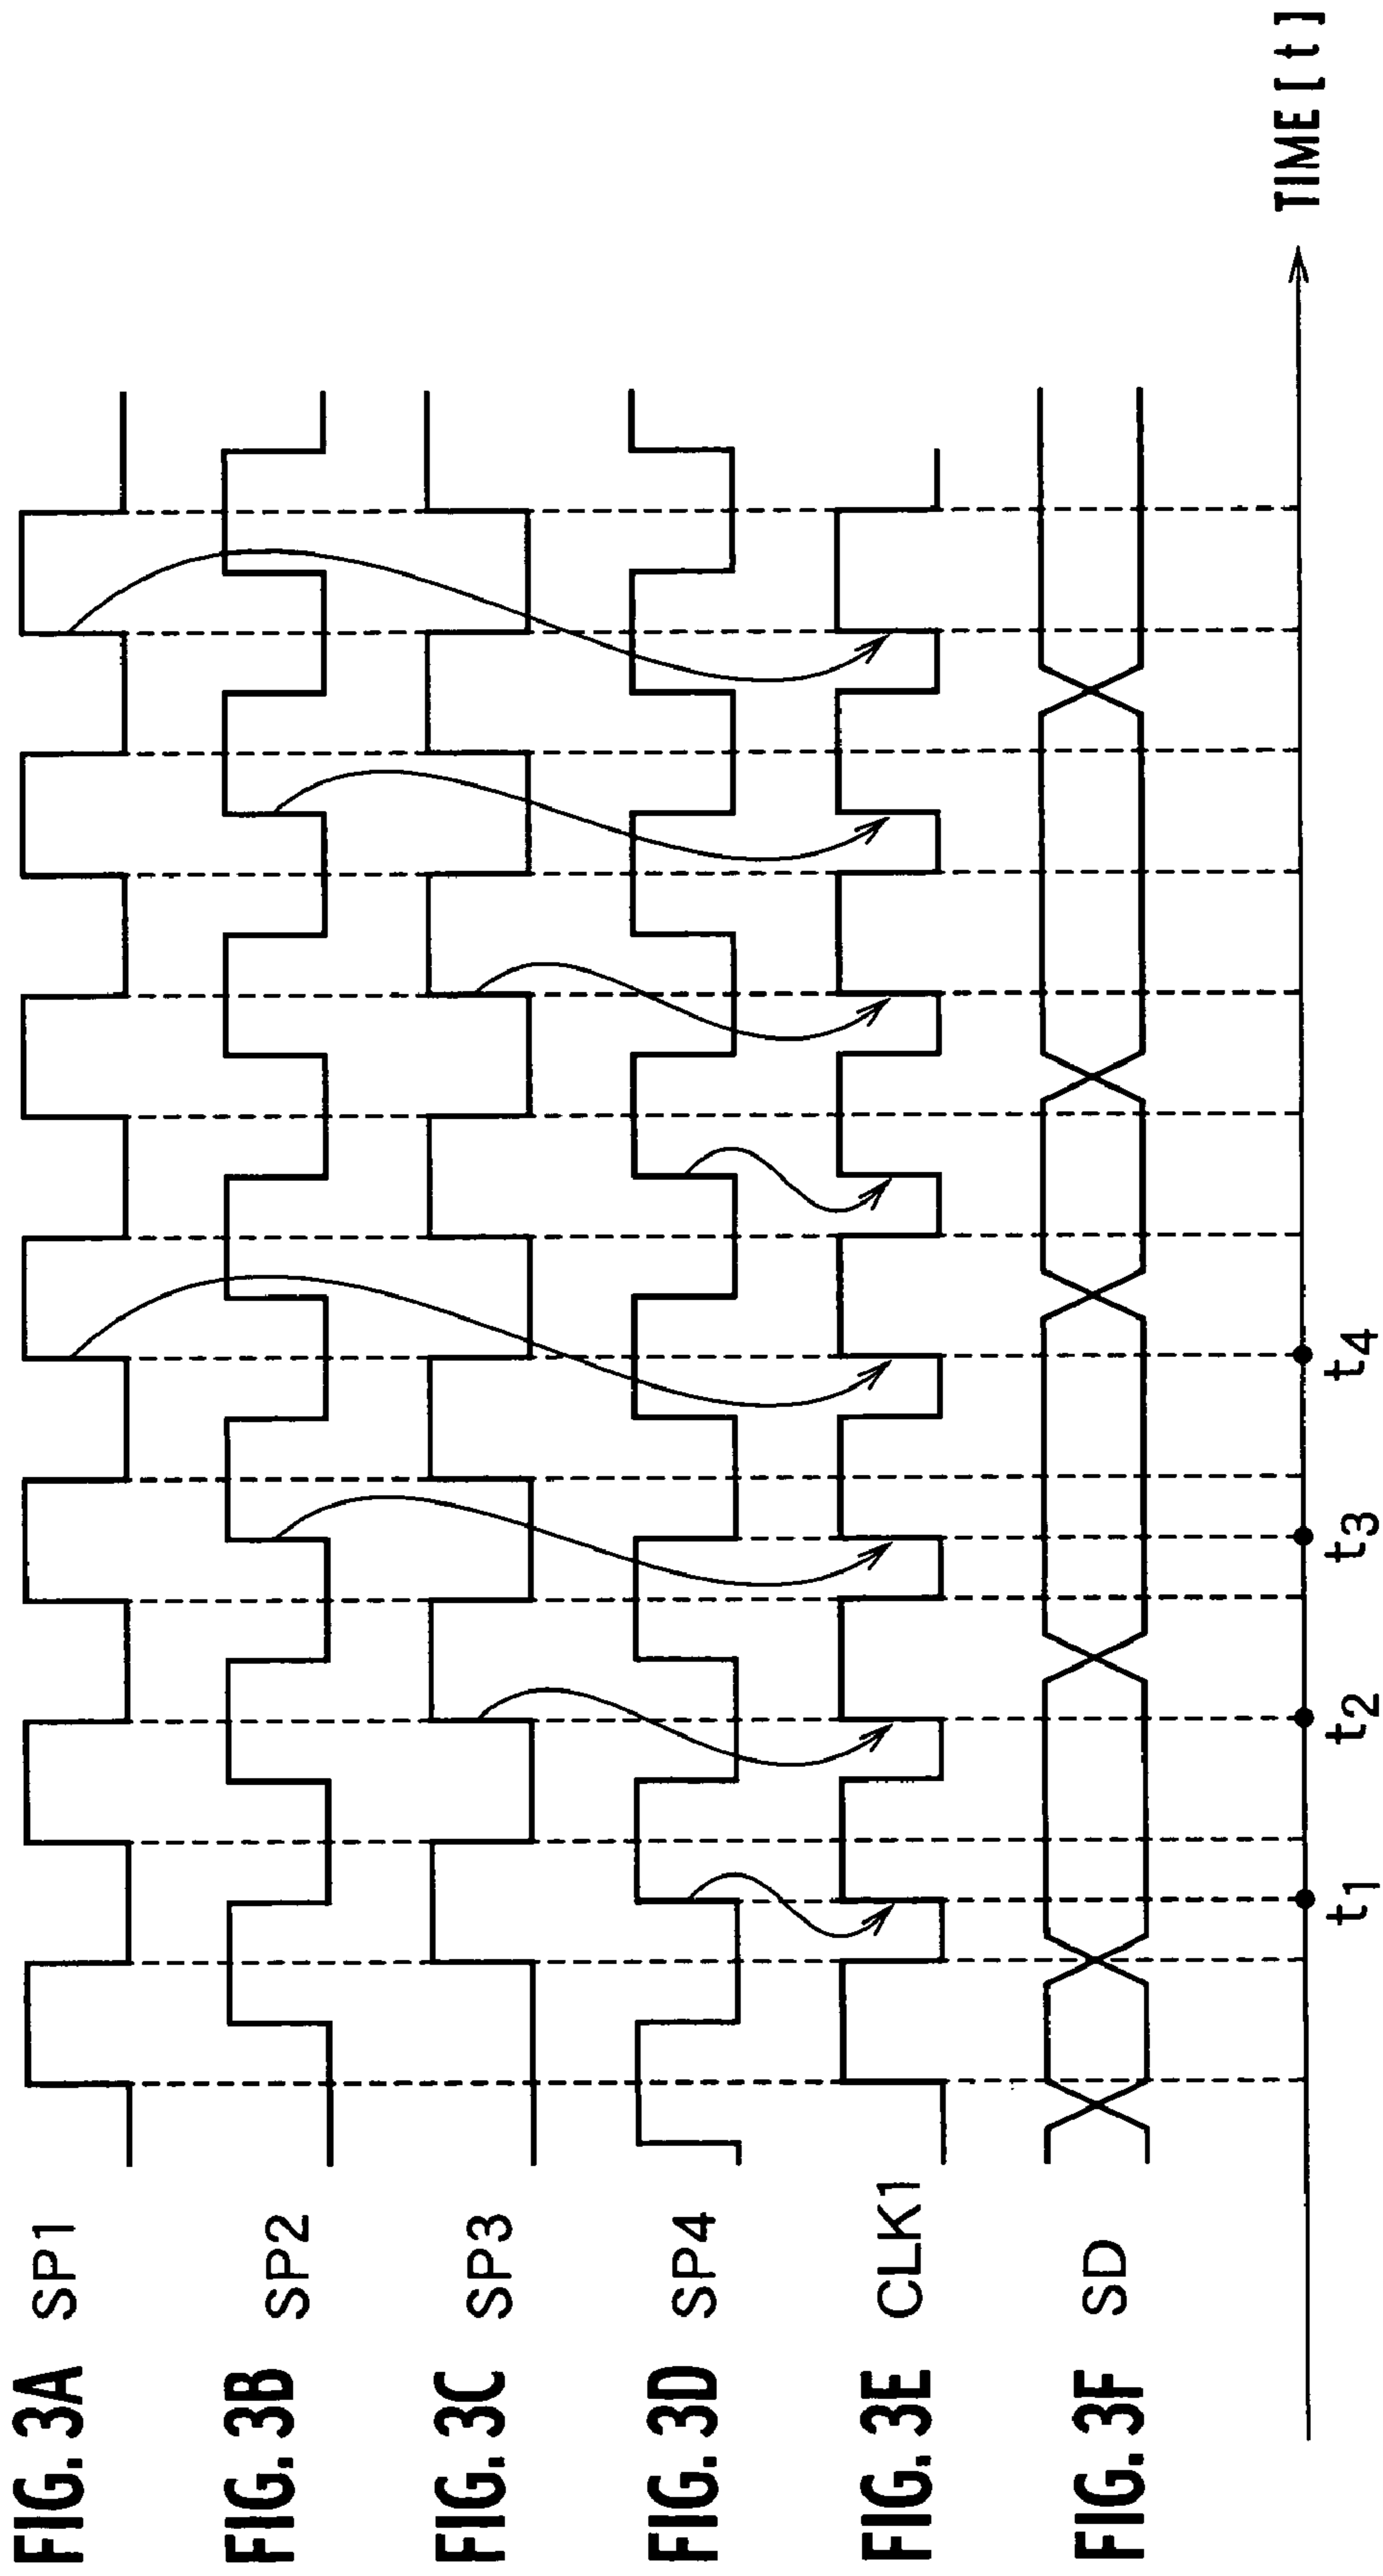 FIG. 3A SP1
FIG. 3B SP2
FIG. 3C SP3
FIG. 3D SP4
FIG. 3E CLK1
FIG. 3F SD
t1 t2 t3 t4
TIME [ t ]